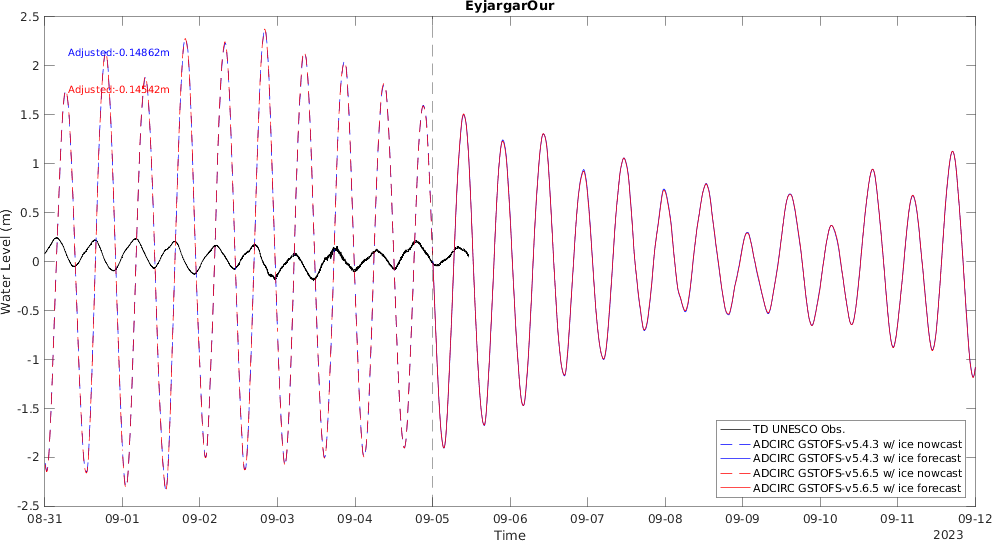 EyjargarOur
2.5
2
1.5
1
0.5
0
-0.5
-1
-1.5
-2
-2.5
Water Level (m)
Adjusted:-0.14862m
Adjusted:-0.14542m
TD UNESCO Obs.
ADCIRC GSTOFS-v5.4.3 w/ ice nowcast
ADCIRC GSTOFS-v5.4.3 w/ ice forecast
ADCIRC GSTOFS-v5.6.5 w/ ice nowcast
ADCIRC GSTOFS-v5.6.5 w/ ice forecast
08-31 09-01 09-02 09-03 09-04 09-05 09-06 09-07 09-08 09-09 09-10 09-11 09-12
Time
2023